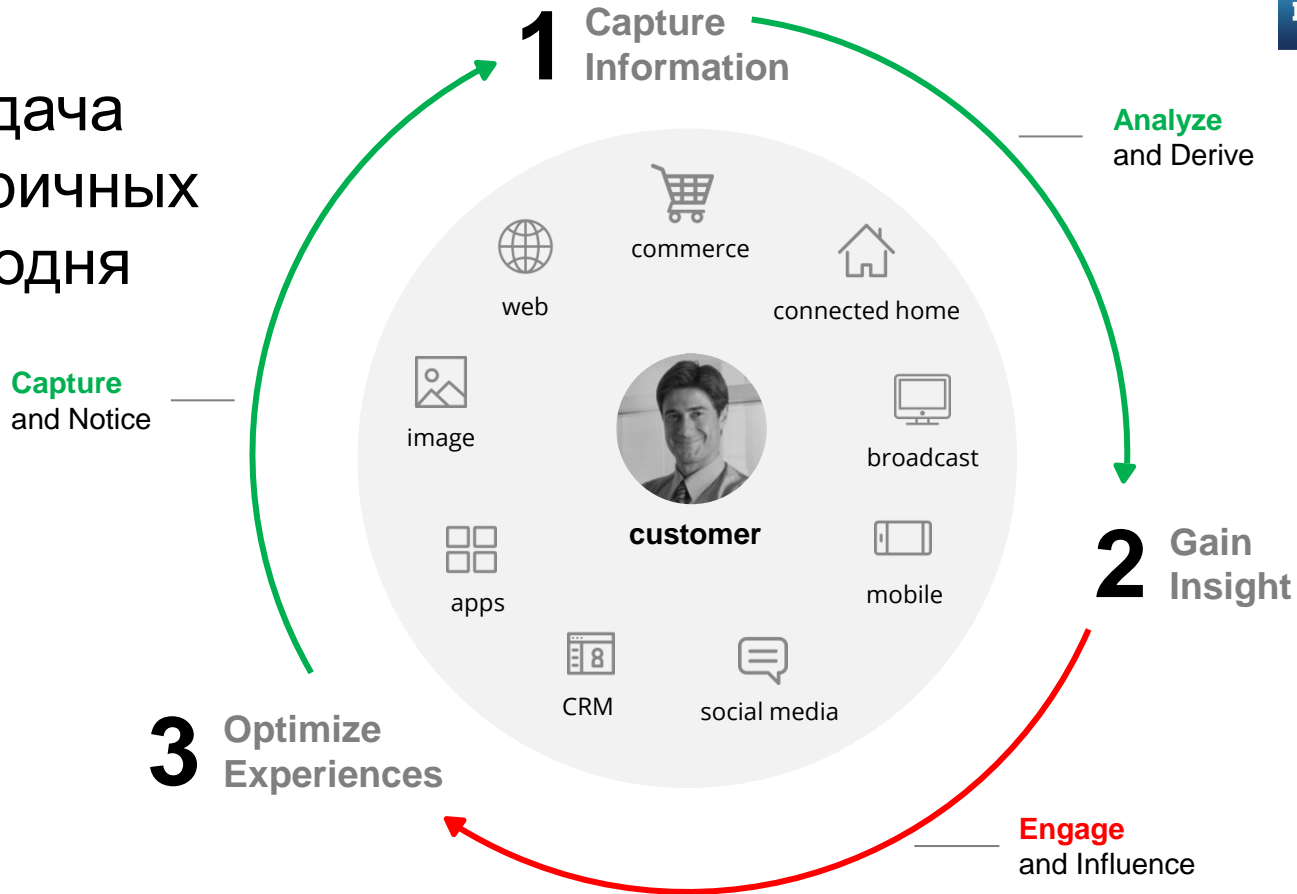 1
Capture
Information
дача
ричных
одня
Analyze
and Derive
commerce
web
connected home
Capture
and Notice
image
broadcast
customer
2
Gain
Insight
apps
mobile
CRM
social media
3
Optimize
Experiences
Engage
and Influence